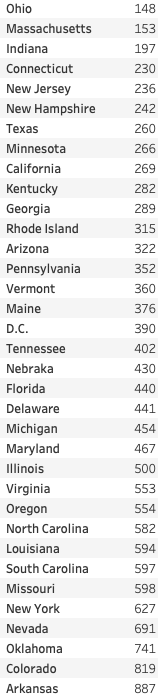 Ohio 148
Massachusetts 153
Indiana 197
Connecticut 230
New Jersey 236
New Hampshire 242
Texas 260
Minnesota 266
California 269
Kentucky 282
Georgia 289
Rhode Island 315
Arizona 322
Pennsylvania 352
Vermont 360
Maine 376
D.C. 390
Tennessee 402
Nebraka 430
Florida 440
Delaware 441
Michigan 454
Maryland 467
Illinois 500
Virginia 553
Oregon 554
North Carolina 582
Louisiana 594
South Carolina 597
Missouri 598
New York 627
Nevada 691
Oklahoma 741
Colorado 819
Arkansas 887